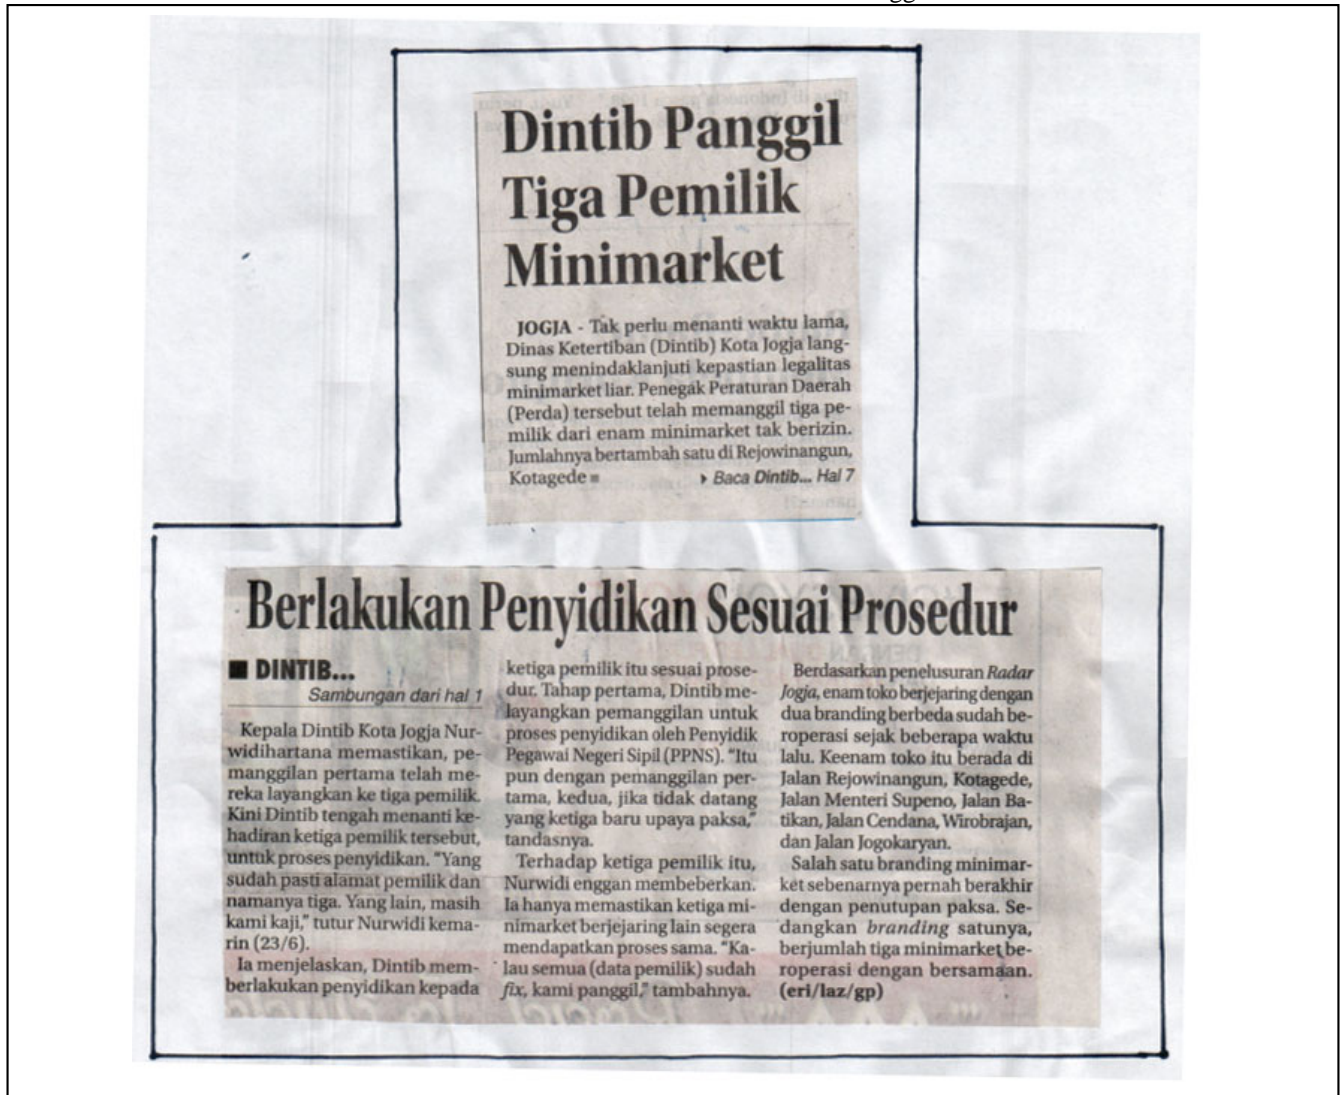 Dintib Panggil
Tiga Pemilik
Minimarket
JOGJA - Tak perlu menanti waktu lama,
Dinas Ketertiban (Dintib) Kota Jogja lang-
sung menindaklanjuti kepastian legalitas
minimarket liar. Penegak Peraturan Daerah
(Perda) tersebut telah memanggil tiga pe-
milik dari enam minimarket tak berizin.
Jumlahnya bertambah satu di Rejowinangun,
Kotagede ■
Baca Dintib... Hal 7
Berlakukan Penyidikan Sesuai Prosedur
■ DINTIB...
Sambungan dari hal 1
Kepala Dintib Kota Jogja Nur-
widihartana memastikan, pe-
manggilan pertama telah me-
reka layangkan ke tiga pemilik.
Kini Dintib tengah menanti ke-
hadiran ketiga pemilik tersebut,
untuk proses penyidikan. "Yang
sudah pasti alamat pemilik dan
namanya tiga. Yang lain, masih
kami kaji," tutur Nurwidi kema-
rin (23/6).
Ia menjelaskan, Dintib mem-
berlakukan penyidikan kepada
ketiga pemilik itu sesuai prose-
dur. Tahap pertama, Dintib me-
layangkan pemanggilan untuk
proses penyidikan oleh Penyidik
Pegawai Negeri Sipil (PPNS). "Itu
pun dengan pemanggilan per-
tama, kedua, jika tidak datang
yang ketiga baru upaya paksa,"
tandasnya.
Terhadap ketiga pemilik itu,
Nurwidi enggan membeberkan.
Ia hanya memastikan ketiga mi-
nimarket berjejaring lain segera
mendapatkan proses sama. "Ka-
lau semua (data pemilik) sudah
fix, kami panggil," tambahnya.
Berdasarkan penelusuran Radar
Jogja, enam toko berjejaring dengan
dua branding berbeda sudah be-
roperasi sejak beberapa waktu
lalu. Keenam toko itu berada di
Jalan Rejowinangun, Kotagede,
Jalan Menteri Supeno, Jalan Ba-
tikan, Jalan Cendana, Wirobrajan,
dan Jalan Jogokaryan.
Salah satu branding minimar-
ket sebenarnya pernah berakhir
dengan penutupan paksa. Se-
dangkan branding satunya,
berjumlah tiga minimarket be-
roperasi dengan bersamaan.
(eri/laz/gp)